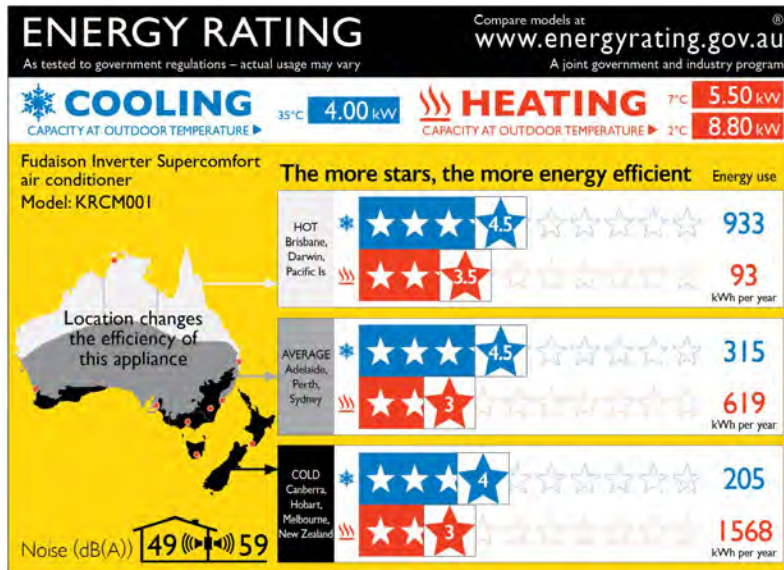 ENERGY RATING
As tested to government regulations – actual usage may vary
Compare models at
www.energyrating.gov.au
®
A joint government and industry program
COOLING
CAPACITY AT OUTDOOR TEMPERATURE
35°C 4.00 kW
HEATING
CAPACITY AT OUTDOOR TEMPERATURE
7°C 5.50 kW
2°C 8.80 kW
Fudaison Inverter Supercomfort
air conditioner
Model: KRCM001
Location changes
the efficiency of
this appliance
Noise (dB(A)) 49 59
The more stars, the more energy efficient
Energy use
HOT
Brisbane,
Darwin,
Pacific Is
4.5
933
3.5
93
kWh per year
AVERAGE
Adelaide,
Perth,
Sydney
4.5
315
3
619
kWh per year
COLD
Canberra,
Hobart,
Melbourne,
New Zealand
4
205
3
1568
kWh per year